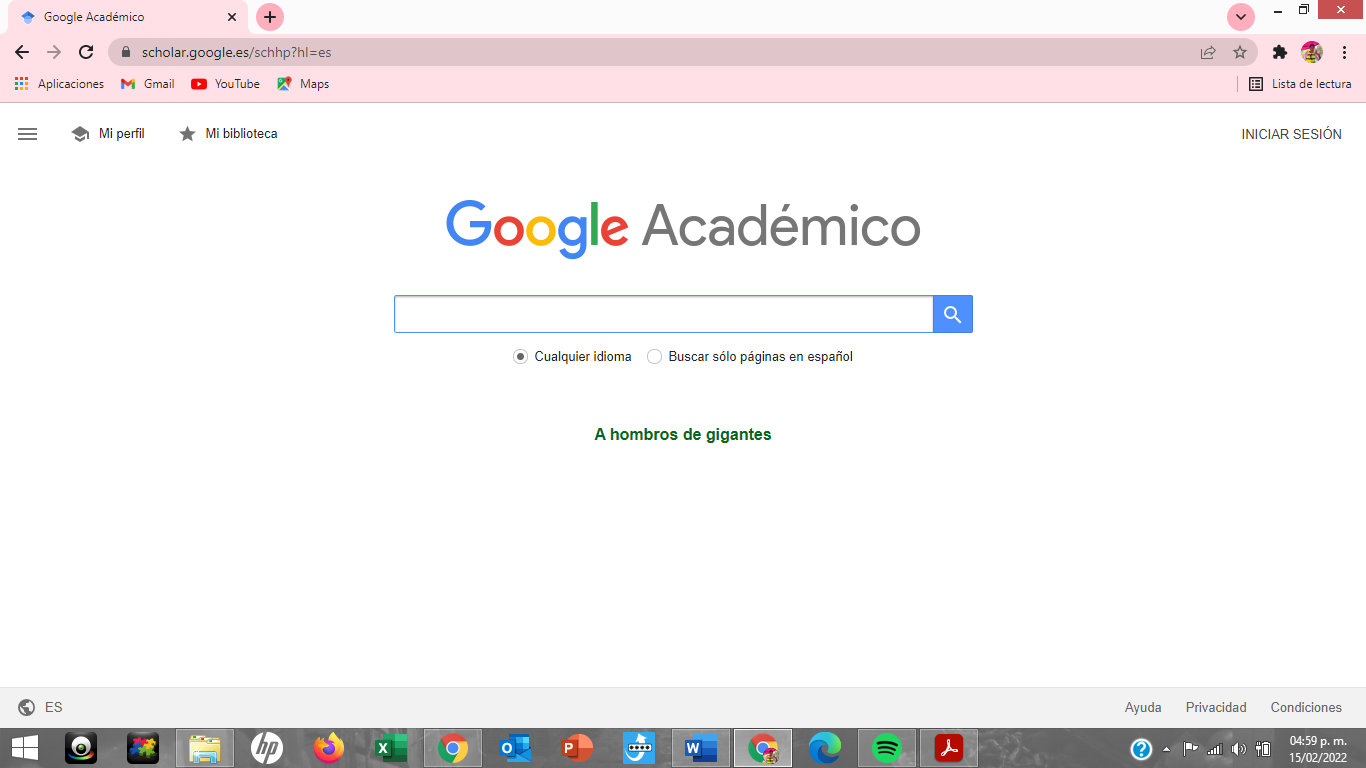 Google Académico
scholar.google.es/schhp?hl=es
Aplicaciones Gmail YouTube Maps Lista de lectura
Mi perfil Mi biblioteca INICIAR SESIÓN
Google Académico
Cualquier idioma Buscar sólo páginas en español
A hombros de gigantes
ES Ayuda Privacidad Condiciones
04:59 p. m.
15/02/2022